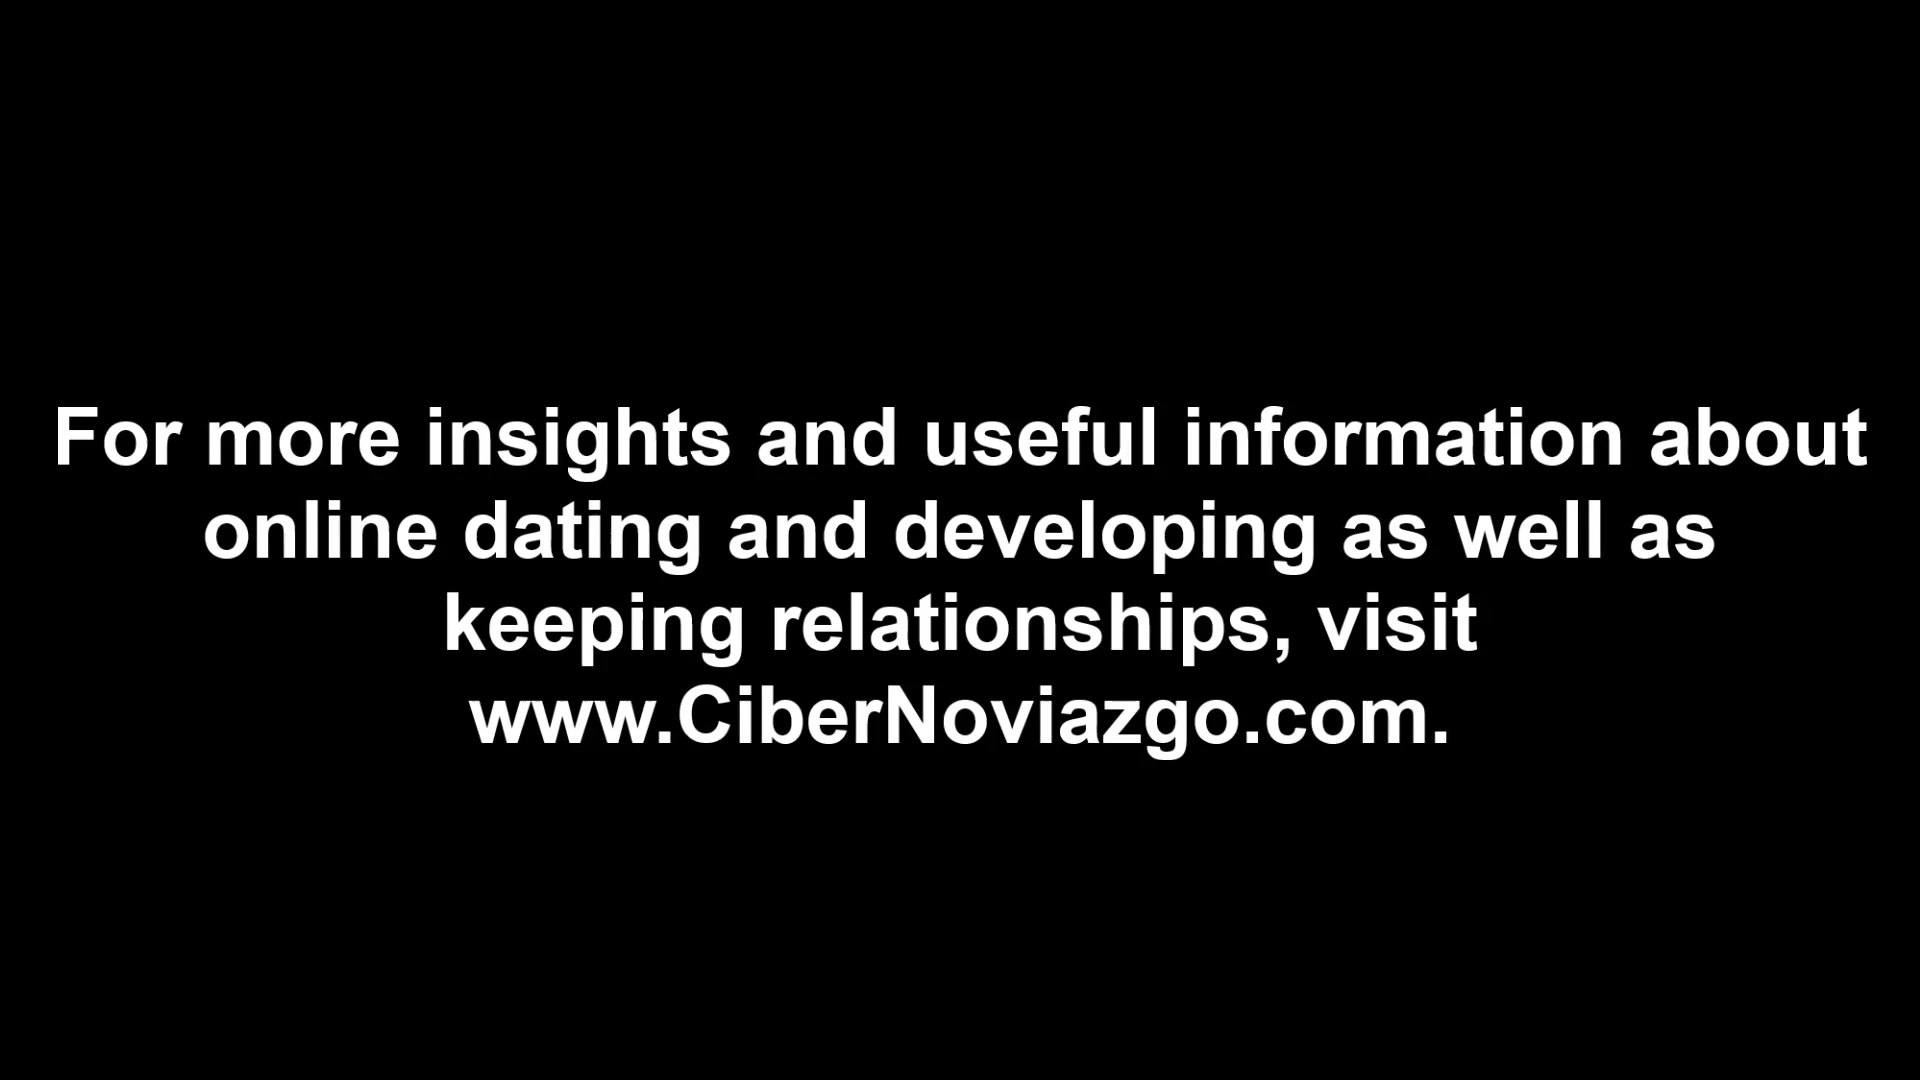 For more insights and useful information about
online dating and developing as well as
keeping relationships, visit
www.CiberNoviazgo.com.